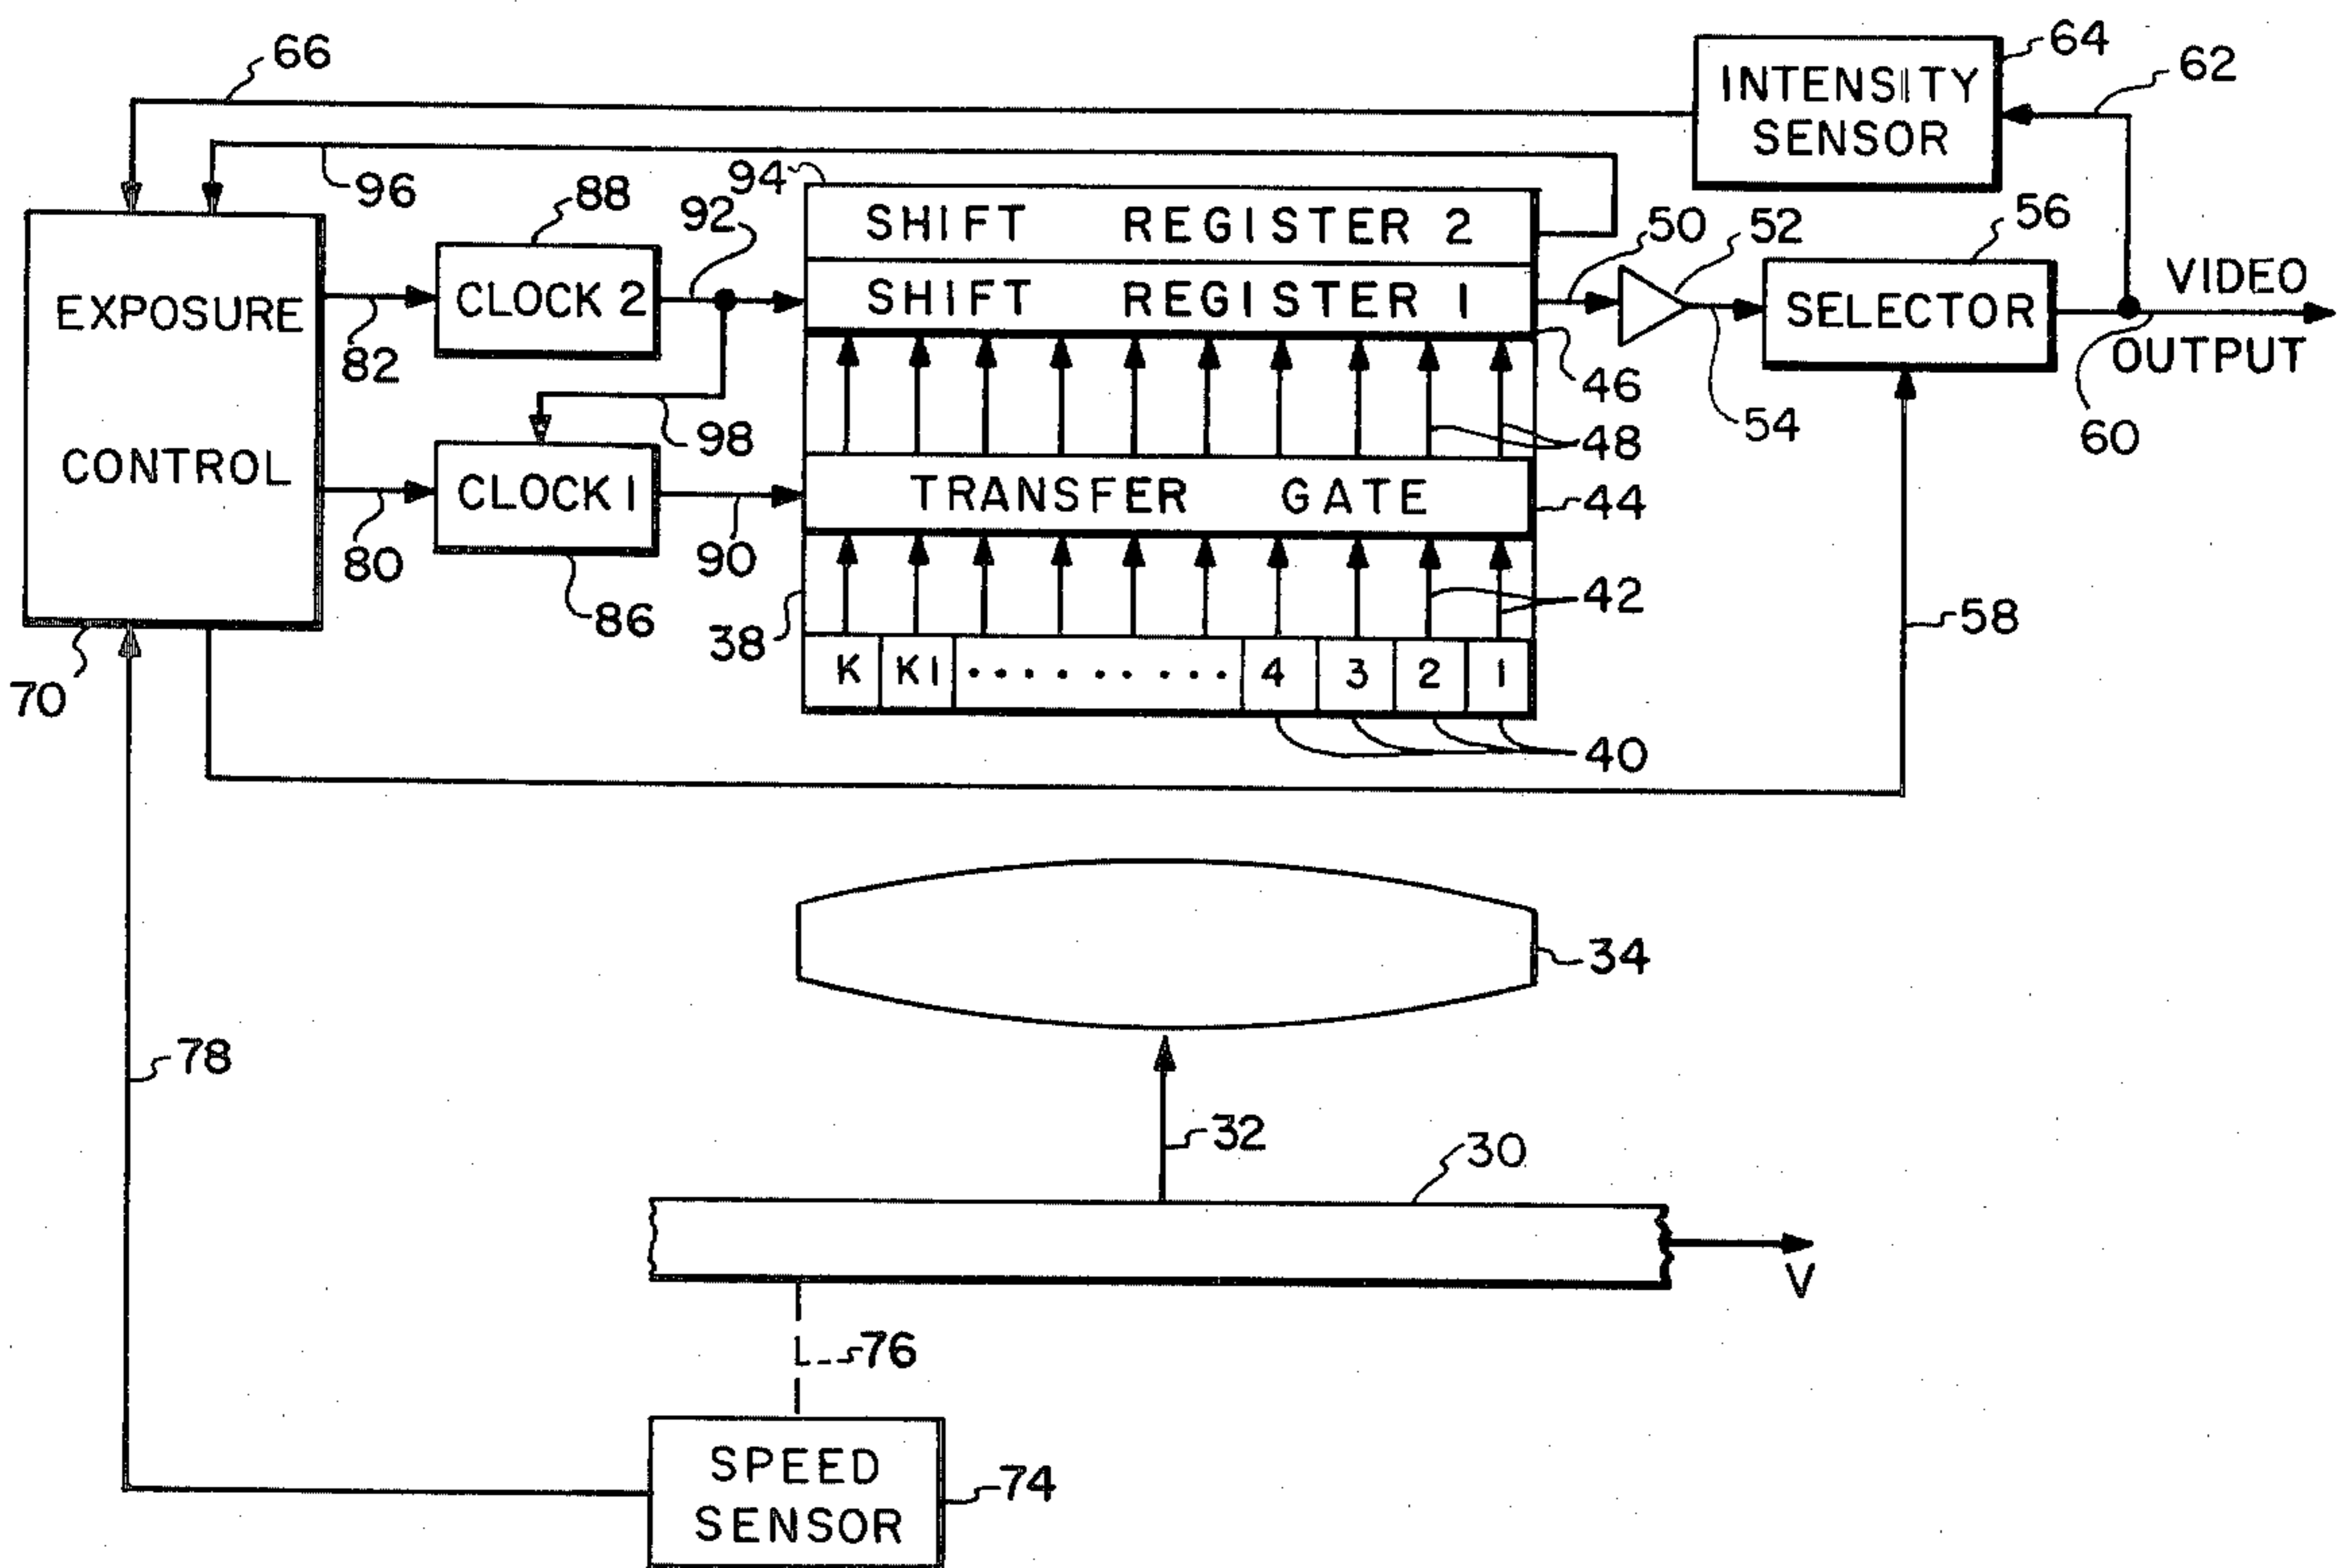 66
64
INTENSITY
SENSOR
62
96
94
88
92
SHIFT REGISTER 2
50
52
56
EXPOSURE
CONTROL
82
CLOCK 2
SHIFT REGISTER 1
SELECTOR
VIDEO
OUTPUT
46
54
60
98
48
80
CLOCK 1
90
TRANSFER GATE
44
86
38
42
58
70
K K1 . . . . . . . . . 4 3 2 1
40
34
78
32
30
V
76
SPEED
SENSOR
74